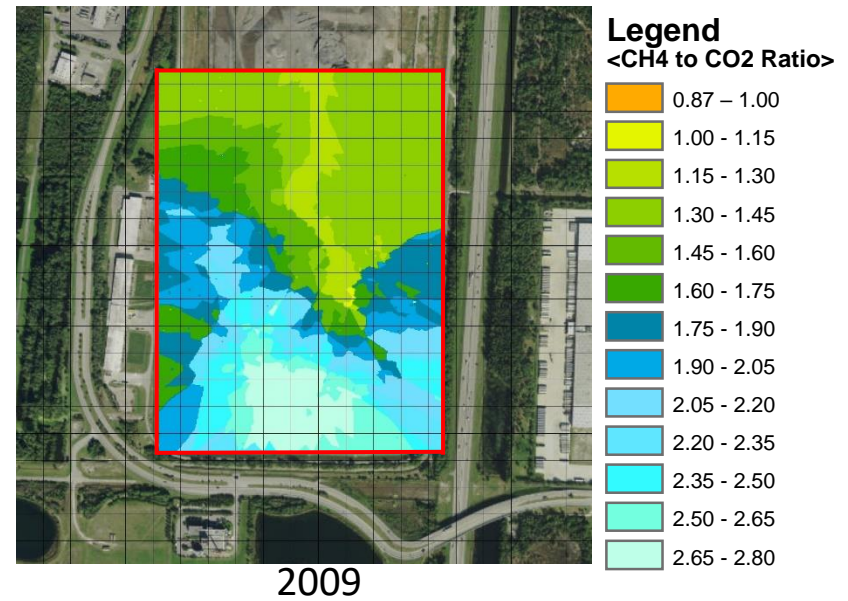 Legend
<CH4 to CO2 Ratio>
0.87 – 1.00
1.00 - 1.15
1.15 - 1.30
1.30 - 1.45
1.45 - 1.60
1.60 - 1.75
1.75 - 1.90
1.90 - 2.05
2.05 - 2.20
2.20 - 2.35
2.35 - 2.50
2.50 - 2.65
2.65 - 2.80
2009